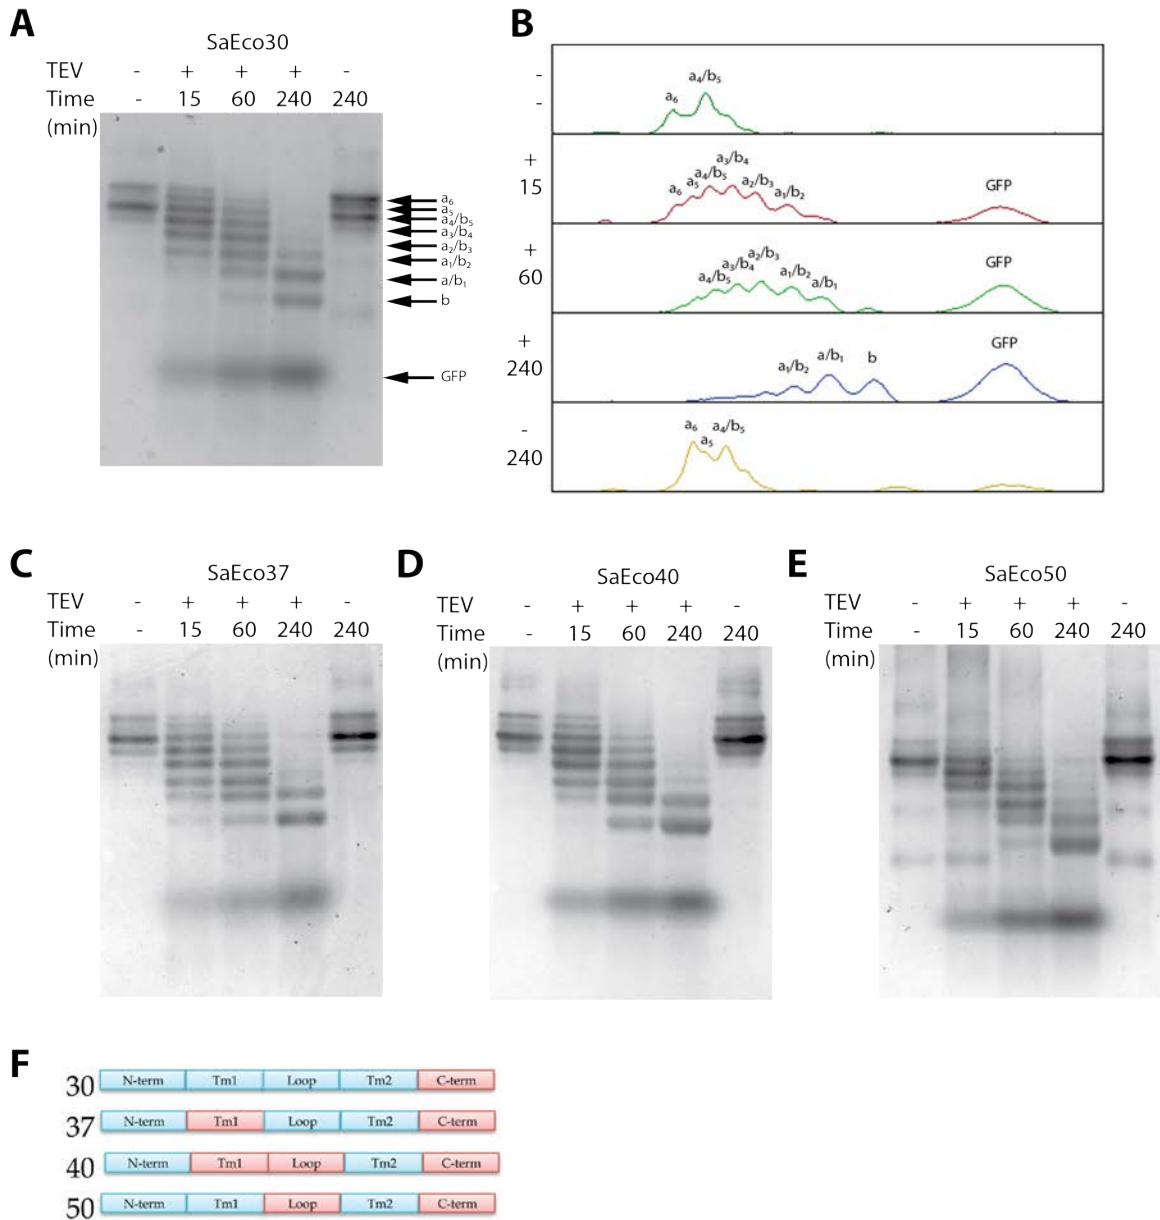 A
SaEco30
TEV - + + + -
Time - 15 60 240 240
(min)
a6
a5
a4/b5
a3/b4
a2/b3
a1/b2
a/b1
b
GFP
B
-
-
a6 a4/b5
+
15
a6 a5 a4/b5 a3/b4 a2/b3 a1/b2 GFP
+
60
a4/b5 a3/b4 a2/b3 a1/b2 a/b1 GFP
+
240
a1/b2 a/b1 b GFP
-
240
a6 a5 a4/b5
C
SaEco37
TEV - + + + -
Time - 15 60 240 240
(min)
D
SaEco40
TEV - + + + -
Time - 15 60 240 240
(min)
E
SaEco50
TEV - + + + -
Time - 15 60 240 240
(min)
F
30 N-term Tm1 Loop Tm2 C-term
37 N-term Tm1 Loop Tm2 C-term
40 N-term Tm1 Loop Tm2 C-term
50 N-term Tm1 Loop Tm2 C-term